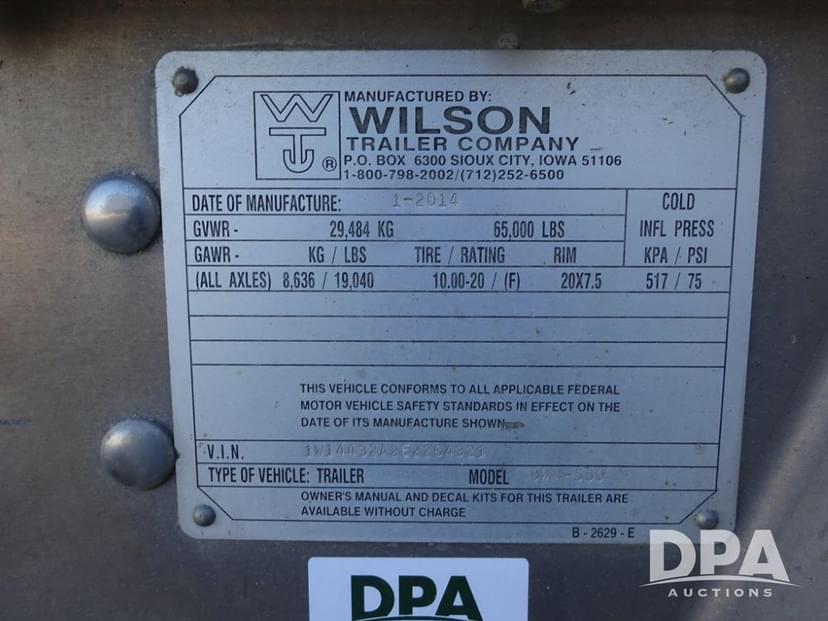 MANUFACTURED BY:
WILSON
TRAILER COMPANY
P.O. BOX 6300 SIOUX CITY, IOWA 51106
1-800-798-2002/(712)252-6500
WT ®
DATE OF MANUFACTURE: 1-2014
COLD
GVWR - 29,484 KG 65,000 LBS INFL PRESS
GAWR - KG / LBS TIRE / RATING RIM KPA / PSI
(ALL AXLES) 8,636 / 19,040 10.00-20 / (F) 20X7.5 517 / 75
THIS VEHICLE CONFORMS TO ALL APPLICABLE FEDERAL
MOTOR VEHICLE SAFETY STANDARDS IN EFFECT ON THE
DATE OF ITS MANUFACTURE SHOWN
V.I.N.
TYPE OF VEHICLE: TRAILER MODEL
OWNER'S MANUAL AND DECAL KITS FOR THIS TRAILER ARE
AVAILABLE WITHOUT CHARGE
B - 2629 - E
DPA
AUCTIONS
DPA